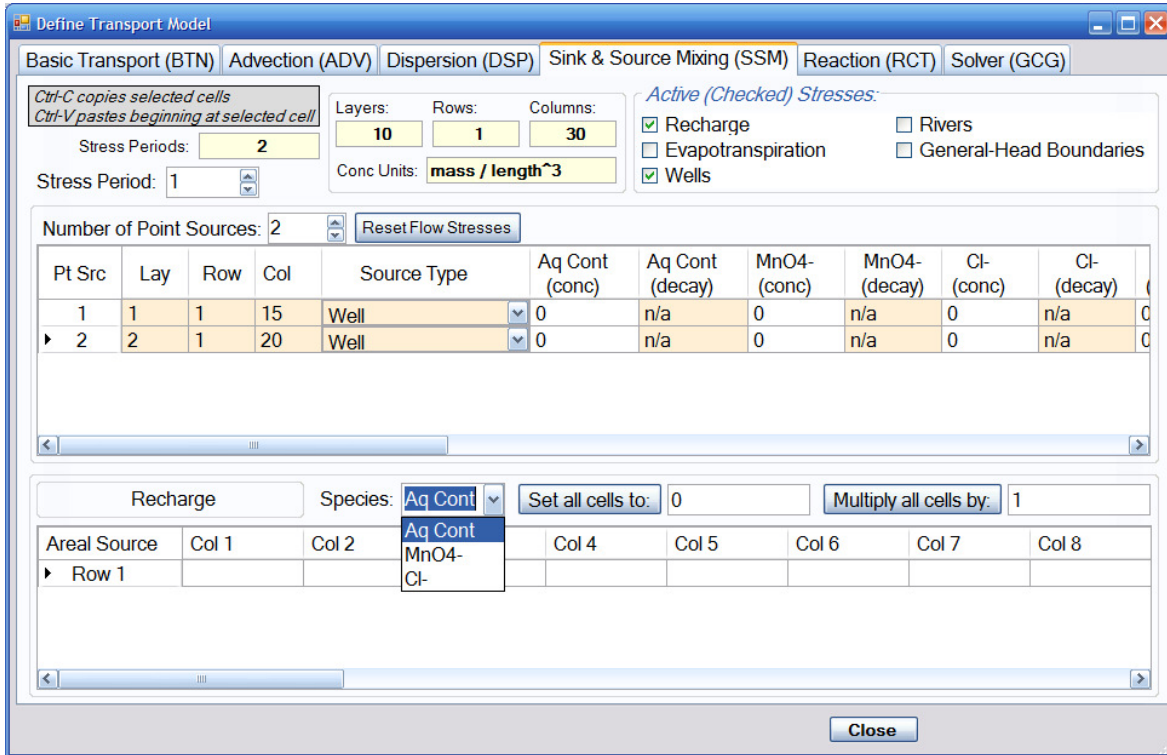 Define Transport Model
Basic Transport (BTN) Advection (ADV) Dispersion (DSP) Sink & Source Mixing (SSM) Reaction (RCT) Solver (GCG)
Ctrl-C copies selected cells
Ctrl-V pastes beginning at selected cell
Stress Periods: 2
Stress Period: 1
Layers: Rows: Columns:
10 1 30
Conc Units: mass / length^3
Active (Checked) Stresses:
Recharge Rivers
Evapotranspiration General-Head Boundaries
Wells
Number of Point Sources: 2 Reset Flow Stresses
Pt Src Lay Row Col Source Type Aq Cont (conc) Aq Cont (decay) MnO4- (conc) MnO4- (decay) Cl- (conc) Cl- (decay) (
1 1 1 15 Well 0 n/a 0 n/a 0 n/a 0
2 2 1 20 Well 0 n/a 0 n/a 0 n/a 0
Recharge Species: Aq Cont Set all cells to: 0 Multiply all cells by: 1
Aq Cont
MnO4-
Cl-
Areal Source Col 1 Col 2 Col 4 Col 5 Col 6 Col 7 Col 8
Row 1
Close